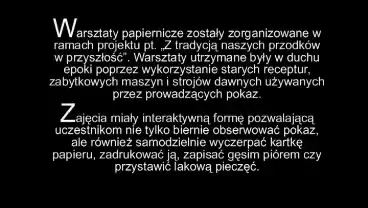 Warsztaty papiernicze zostały zorganizowane w
ramach projektu pt. „Z tradycją naszych przodków
w przyszłość”. Warsztaty utrzymane były w duchu
epoki poprzez wykorzystanie starych receptur,
zabytkowych maszyn i strojów dawnych używanych
przez prowadzących pokaz.
Zajęcia miały interaktywną formę pozwalającą
uczestnikom nie tylko biernie obserwować pokaz,
ale również samodzielnie wyczerpać kartkę
papieru, zadrukować ją, zapisać gęsim piórem czy
przystawić lakową pieczęć.